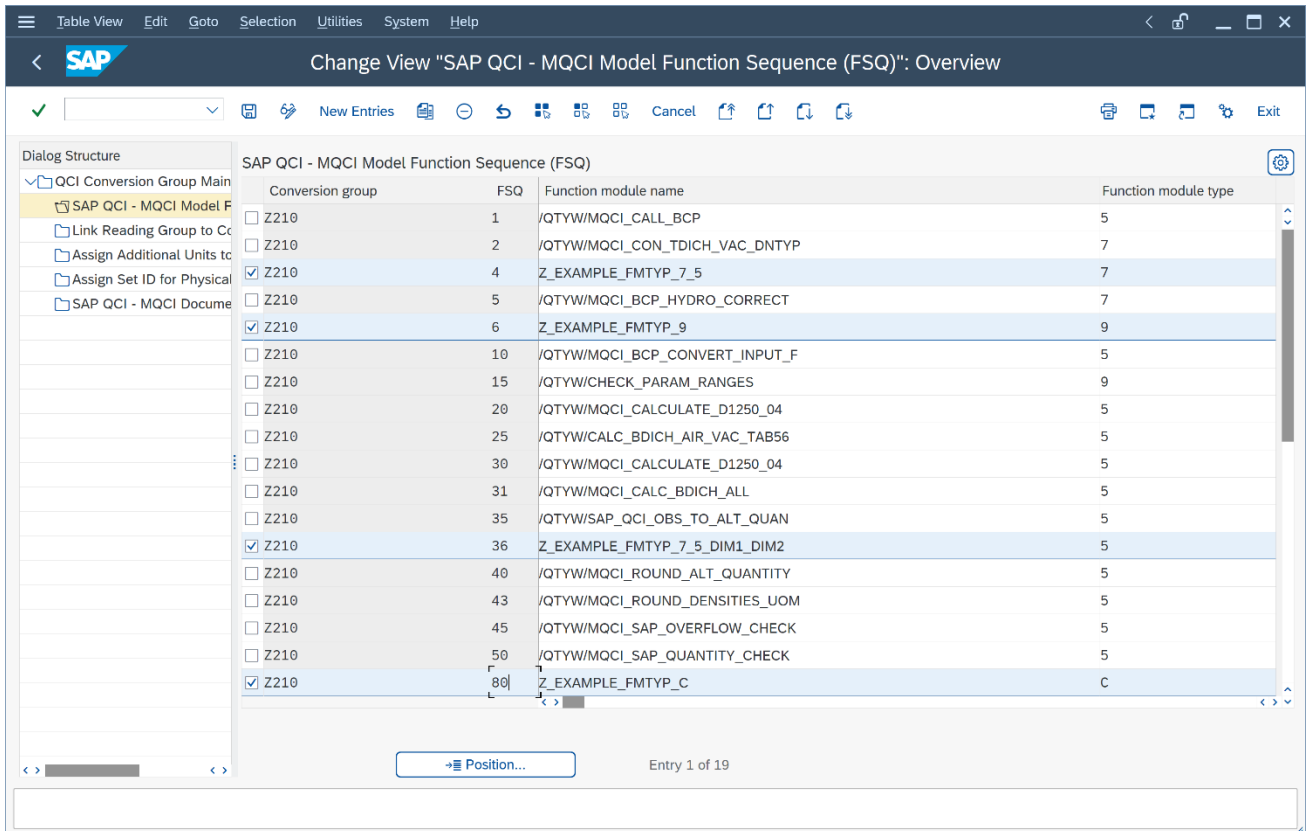 Table View Edit Goto Selection Utilities System Help
SAP Change View "SAP QCI - MQCI Model Function Sequence (FSQ)": Overview
New Entries Cancel Exit
Dialog Structure
QCI Conversion Group Main
SAP QCI - MQCI Model F
Link Reading Group to Co
Assign Additional Units to
Assign Set ID for Physical
SAP QCI - MQCI Docume
SAP QCI - MQCI Model Function Sequence (FSQ)
Conversion group FSQ Function module name Function module type
Z210 1 /QTYW/MQCI_CALL_BCP 5
Z210 2 /QTYW/MQCI_CON_TDICH_VAC_DNTYP 7
Z210 4 Z_EXAMPLE_FMTYP_7_5 7
Z210 5 /QTYW/MQCI_BCP_HYDRO_CORRECT 7
Z210 6 Z_EXAMPLE_FMTYP_9 9
Z210 10 /QTYW/MQCI_BCP_CONVERT_INPUT_F 5
Z210 15 /QTYW/CHECK_PARAM_RANGES 9
Z210 20 /QTYW/MQCI_CALCULATE_D1250_04 5
Z210 25 /QTYW/CALC_BDICH_AIR_VAC_TAB56 5
Z210 30 /QTYW/MQCI_CALCULATE_D1250_04 5
Z210 31 /QTYW/MQCI_CALC_BDICH_ALL 5
Z210 35 /QTYW/SAP_QCI_OBS_TO_ALT_QUAN 5
Z210 36 Z_EXAMPLE_FMTYP_7_5_DIM1_DIM2 5
Z210 40 /QTYW/MQCI_ROUND_ALT_QUANTITY 5
Z210 43 /QTYW/MQCI_ROUND_DENSITIES_UOM 5
Z210 45 /QTYW/MQCI_SAP_OVERFLOW_CHECK 5
Z210 50 /QTYW/MQCI_SAP_QUANTITY_CHECK 5
Z210 80 Z_EXAMPLE_FMTYP_C C
Position... Entry 1 of 19